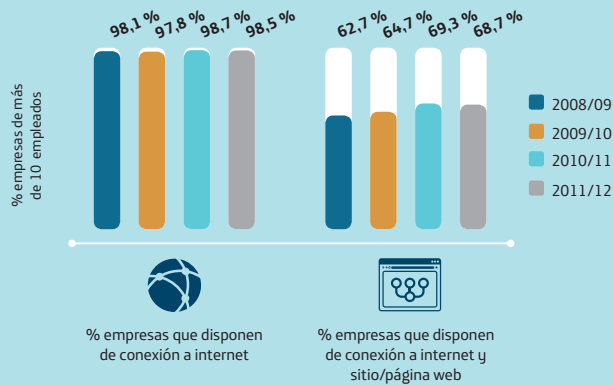 98,1 %
97,8 %
98,7 %
98,5 %
62,7 %
64,7 %
69,3 %
68,7 %
% empresas de más
de 10 empleados
2008/09
2009/10
2010/11
2011/12
% empresas que disponen
de conexión a internet
% empresas que disponen
de conexión a internet y
sitio/página web